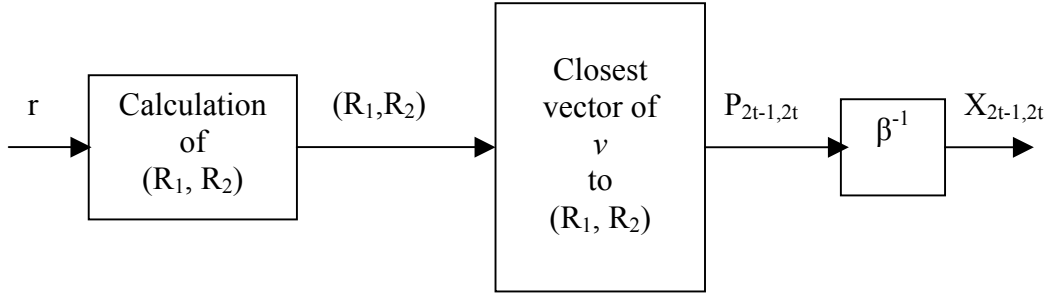 r
Calculation
of
(R₁, R₂)
(R₁,R₂)
Closest
vector of
v
to
(R₁, R₂)
P₂ₜ₋₁,₂ₜ
β⁻¹
X₂ₜ₋₁,₂ₜ